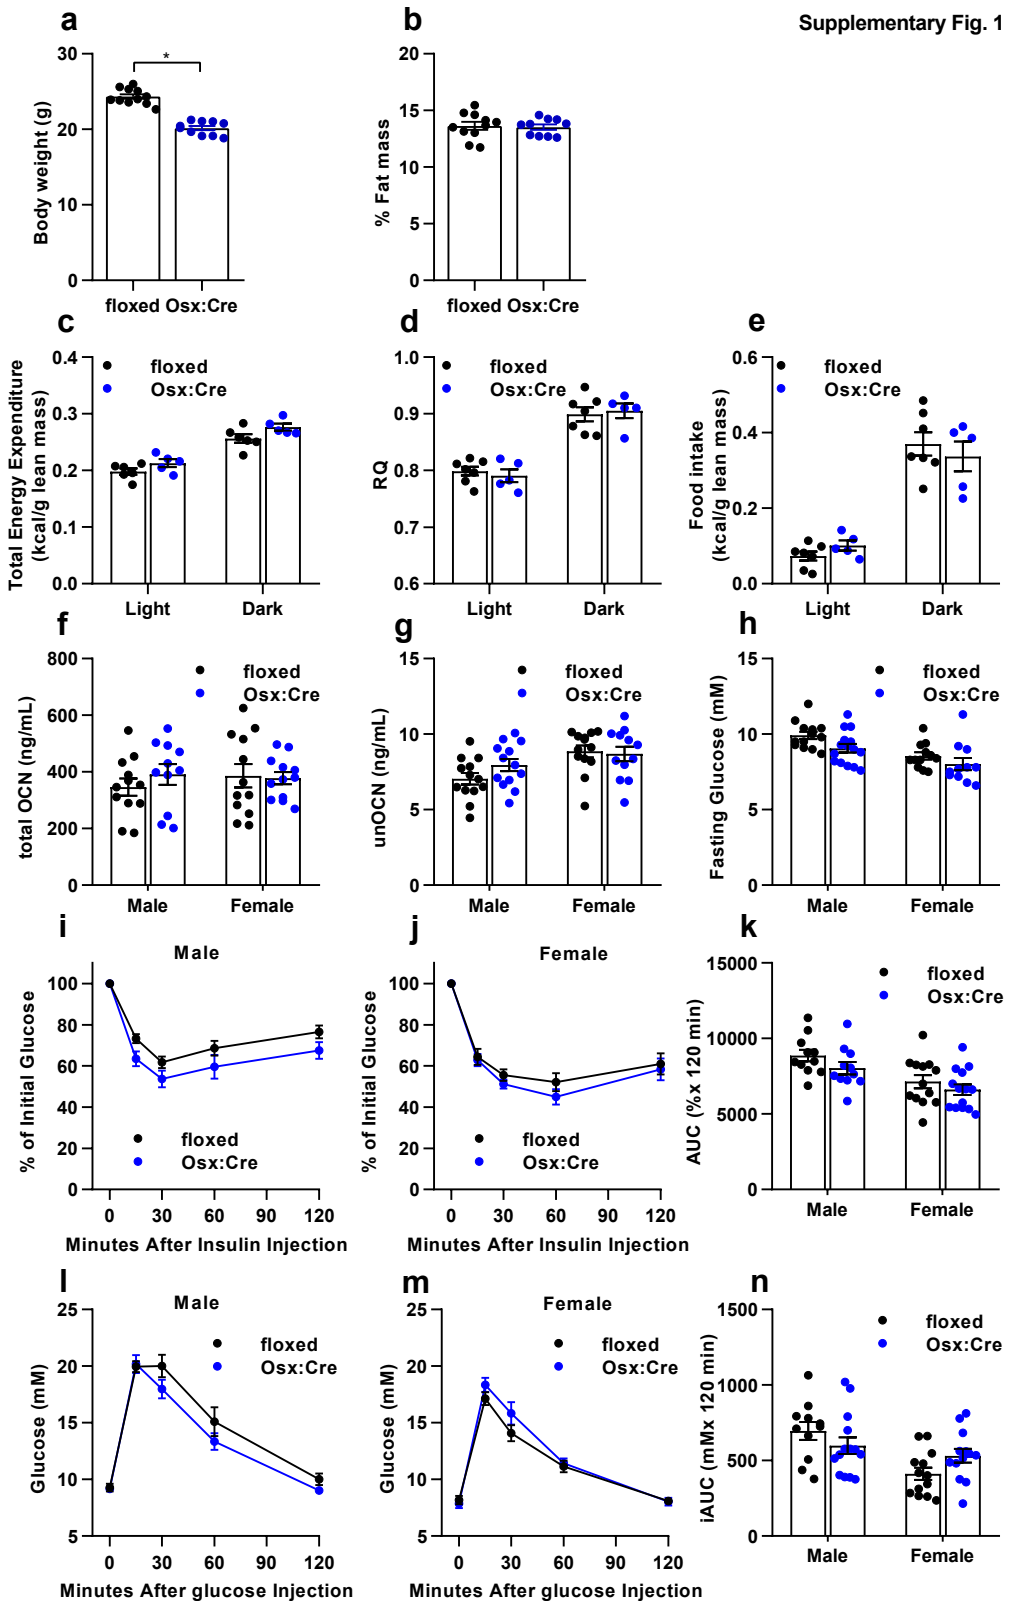 Supplementary Fig. 1
a
Body weight (g)
30
20
10
0
*
floxed Osx:Cre
b
% Fat mass
20
15
10
5
0
floxed Osx:Cre
c
Total Energy Expenditure
(kcal/g lean mass)
0.4
0.3
0.2
0.1
0.0
floxed
Osx:Cre
Light Dark
d
RQ
1.0
0.9
0.8
0.7
0.6
floxed
Osx:Cre
Light Dark
e
Food intake
(kcal/g lean mass)
0.6
0.4
0.2
0.0
floxed
Osx:Cre
Light Dark
f
total OCN (ng/mL)
800
600
400
200
0
floxed
Osx:Cre
Male Female
g
unOCN (ng/mL)
15
10
5
0
floxed
Osx:Cre
Male Female
h
Fasting Glucose (mM)
15
10
5
0
floxed
Osx:Cre
Male Female
i
Male
% of Initial Glucose
100
80
60
40
20
0
floxed
Osx:Cre
0 30 60 90 120
Minutes After Insulin Injection
j
Female
% of Initial Glucose
100
80
60
40
20
0
floxed
Osx:Cre
0 30 60 90 120
Minutes After Insulin Injection
k
AUC (%x 120 min)
15000
10000
5000
0
floxed
Osx:Cre
Male Female
l
Male
Glucose (mM)
25
20
15
10
5
floxed
Osx:Cre
0 30 60 90 120
Minutes After glucose Injection
m
Female
Glucose (mM)
25
20
15
10
5
floxed
Osx:Cre
0 30 60 90 120
Minutes After glucose Injection
n
iAUC (mMx 120 min)
1500
1000
500
0
floxed
Osx:Cre
Male Female